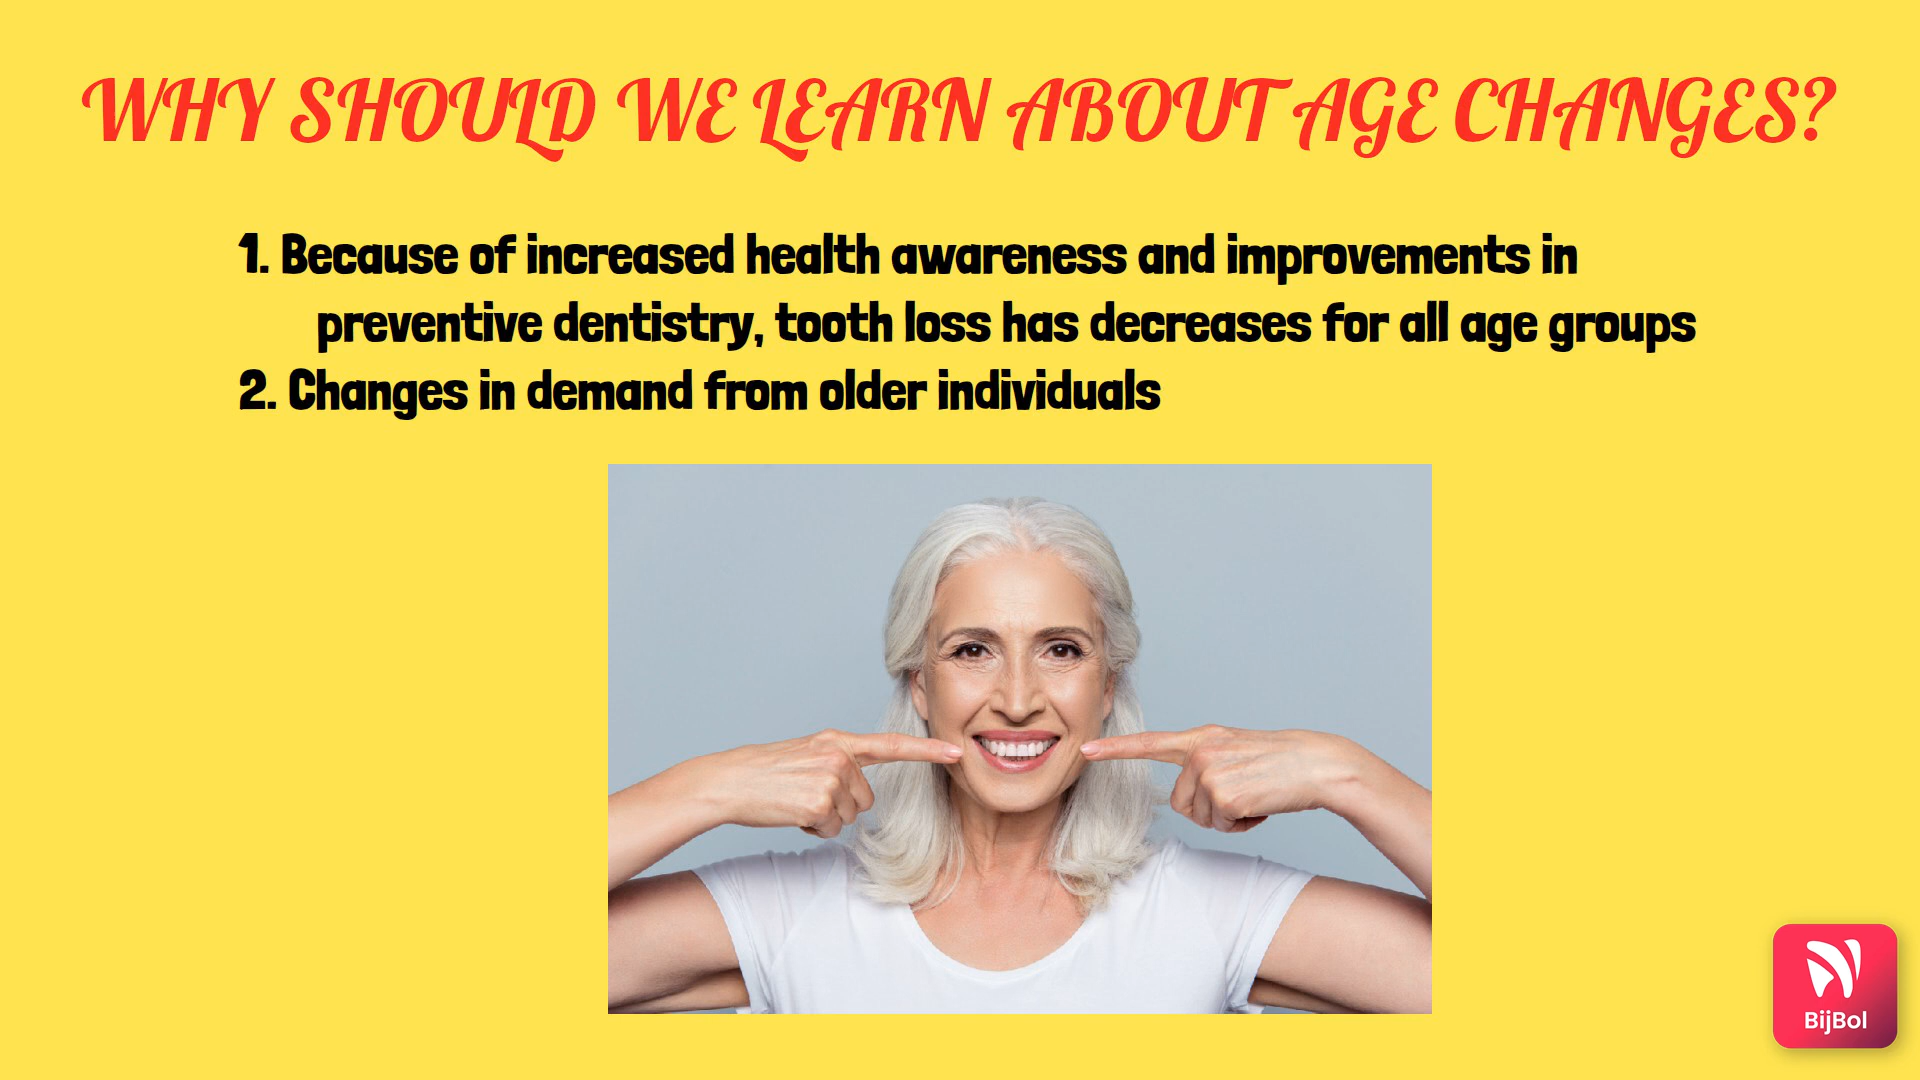 WHY SHOULD WE LEARN ABOUT AGE CHANGES?
1. Because of increased health awareness and improvements in
preventive dentistry, tooth loss has decreases for all age groups
2. Changes in demand from older individuals
BijBol